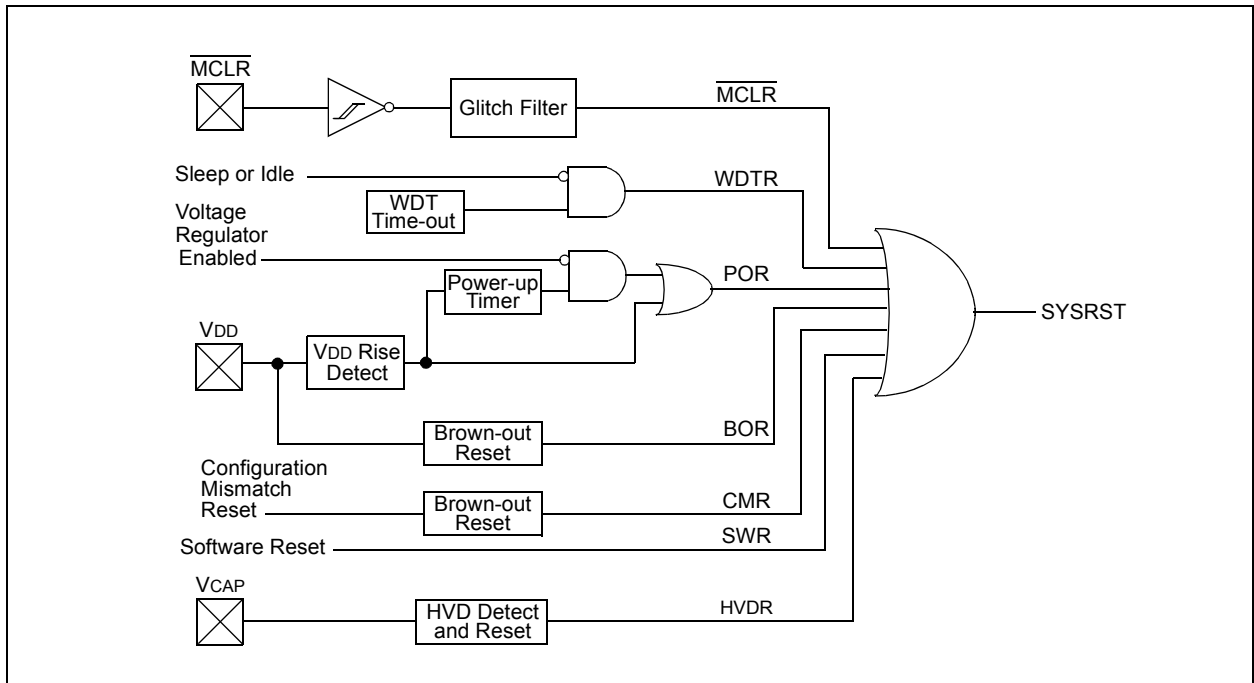 MCLR
Glitch Filter
MCLR
Sleep or Idle
WDTR
WDT
Time-out
Voltage
Regulator
Enabled
Power-up
Timer
POR
SYSRST
VDD
VDD Rise
Detect
Brown-out
Reset
BOR
Configuration
Mismatch
Reset
Brown-out
Reset
CMR
Software Reset
SWR
VCAP
HVD Detect
and Reset
HVDR